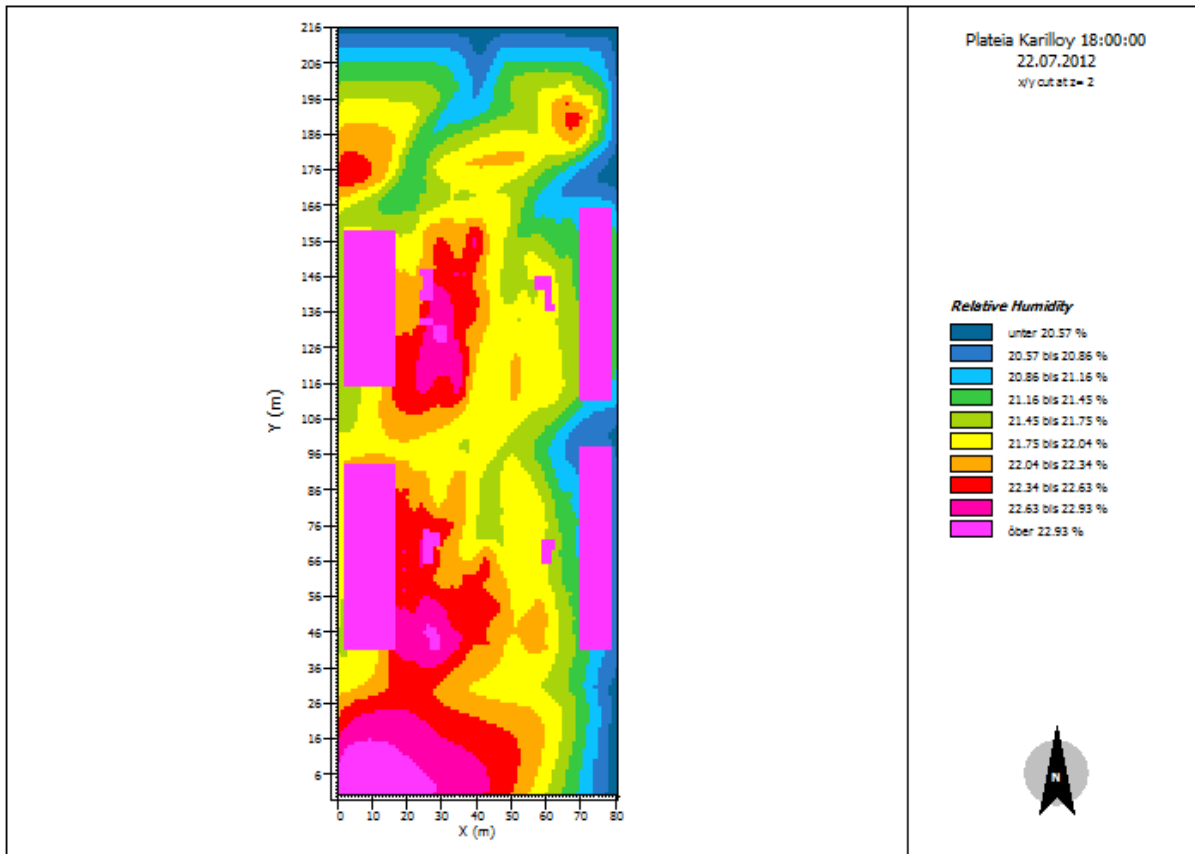 Plateia Karilloy 18:00:00
22.07.2012
x/y cut at z= 2
216
206
196
186
176
166
156
146
136
126
116
106
96
86
76
66
56
46
36
26
16
6
Y (m)
0 10 20 30 40 50 60 70 80
X (m)
Relative Humidity
unter 20.57 %
20.57 bis 20.86 %
20.86 bis 21.16 %
21.16 bis 21.45 %
21.45 bis 21.75 %
21.75 bis 22.04 %
22.04 bis 22.34 %
22.34 bis 22.63 %
22.63 bis 22.93 %
öber 22.93 %
N